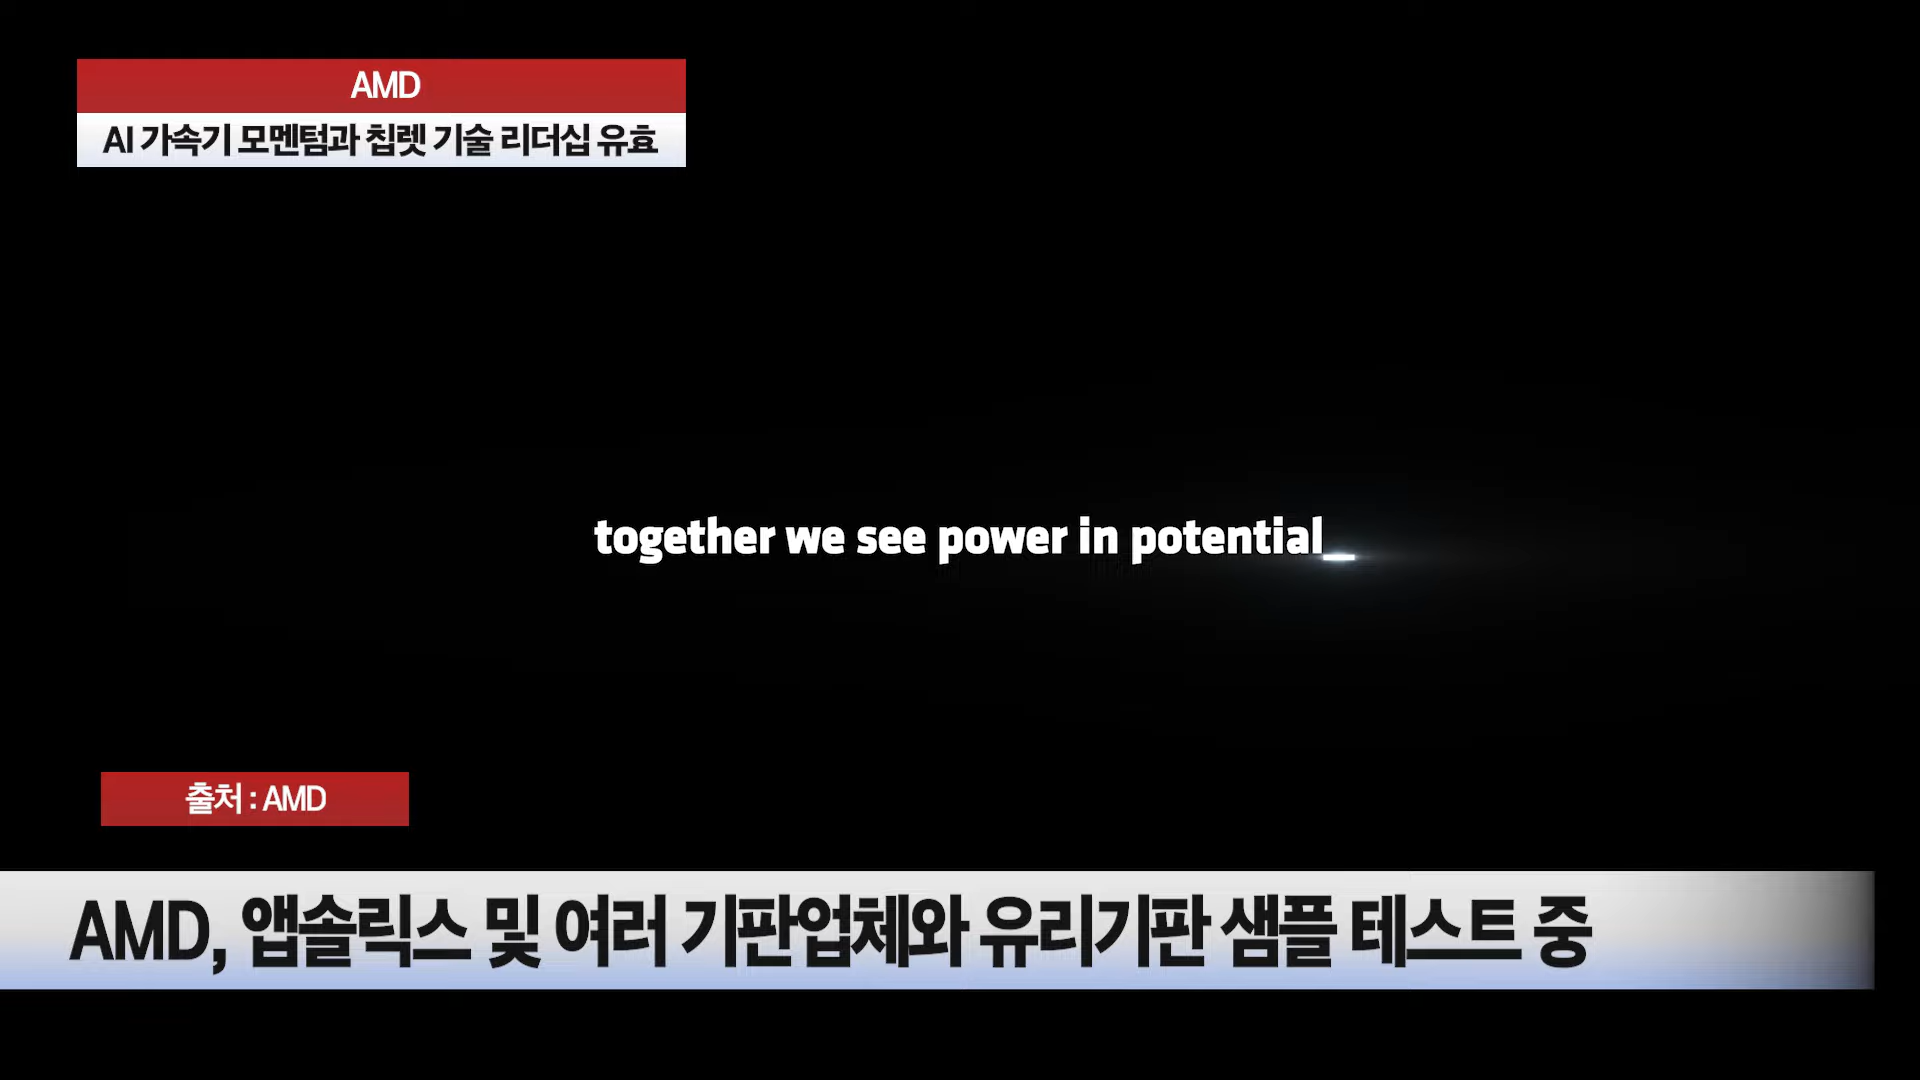 AMD
AI 가속기 모멘텀과 칩렛 기술 리더십 유효
together we see power in potential_
출처 : AMD
AMD, 앱솔릭스 및 여러 기판업체와 유리기판 샘플 테스트 중